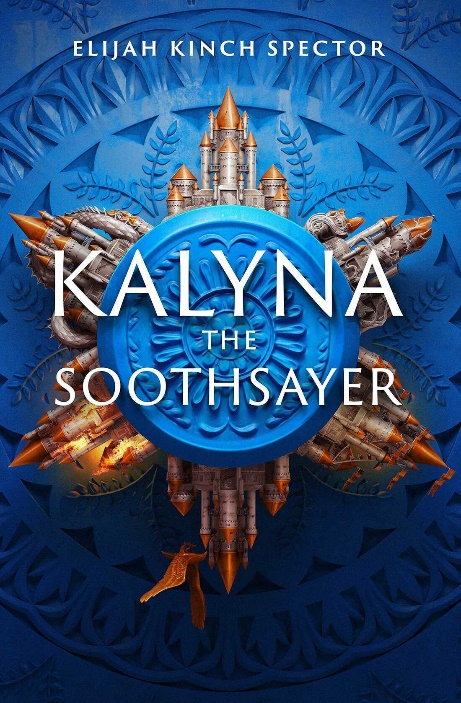 ELIJAH KINCH SPECTOR
KALYNA
THE
SOOTHSAYER